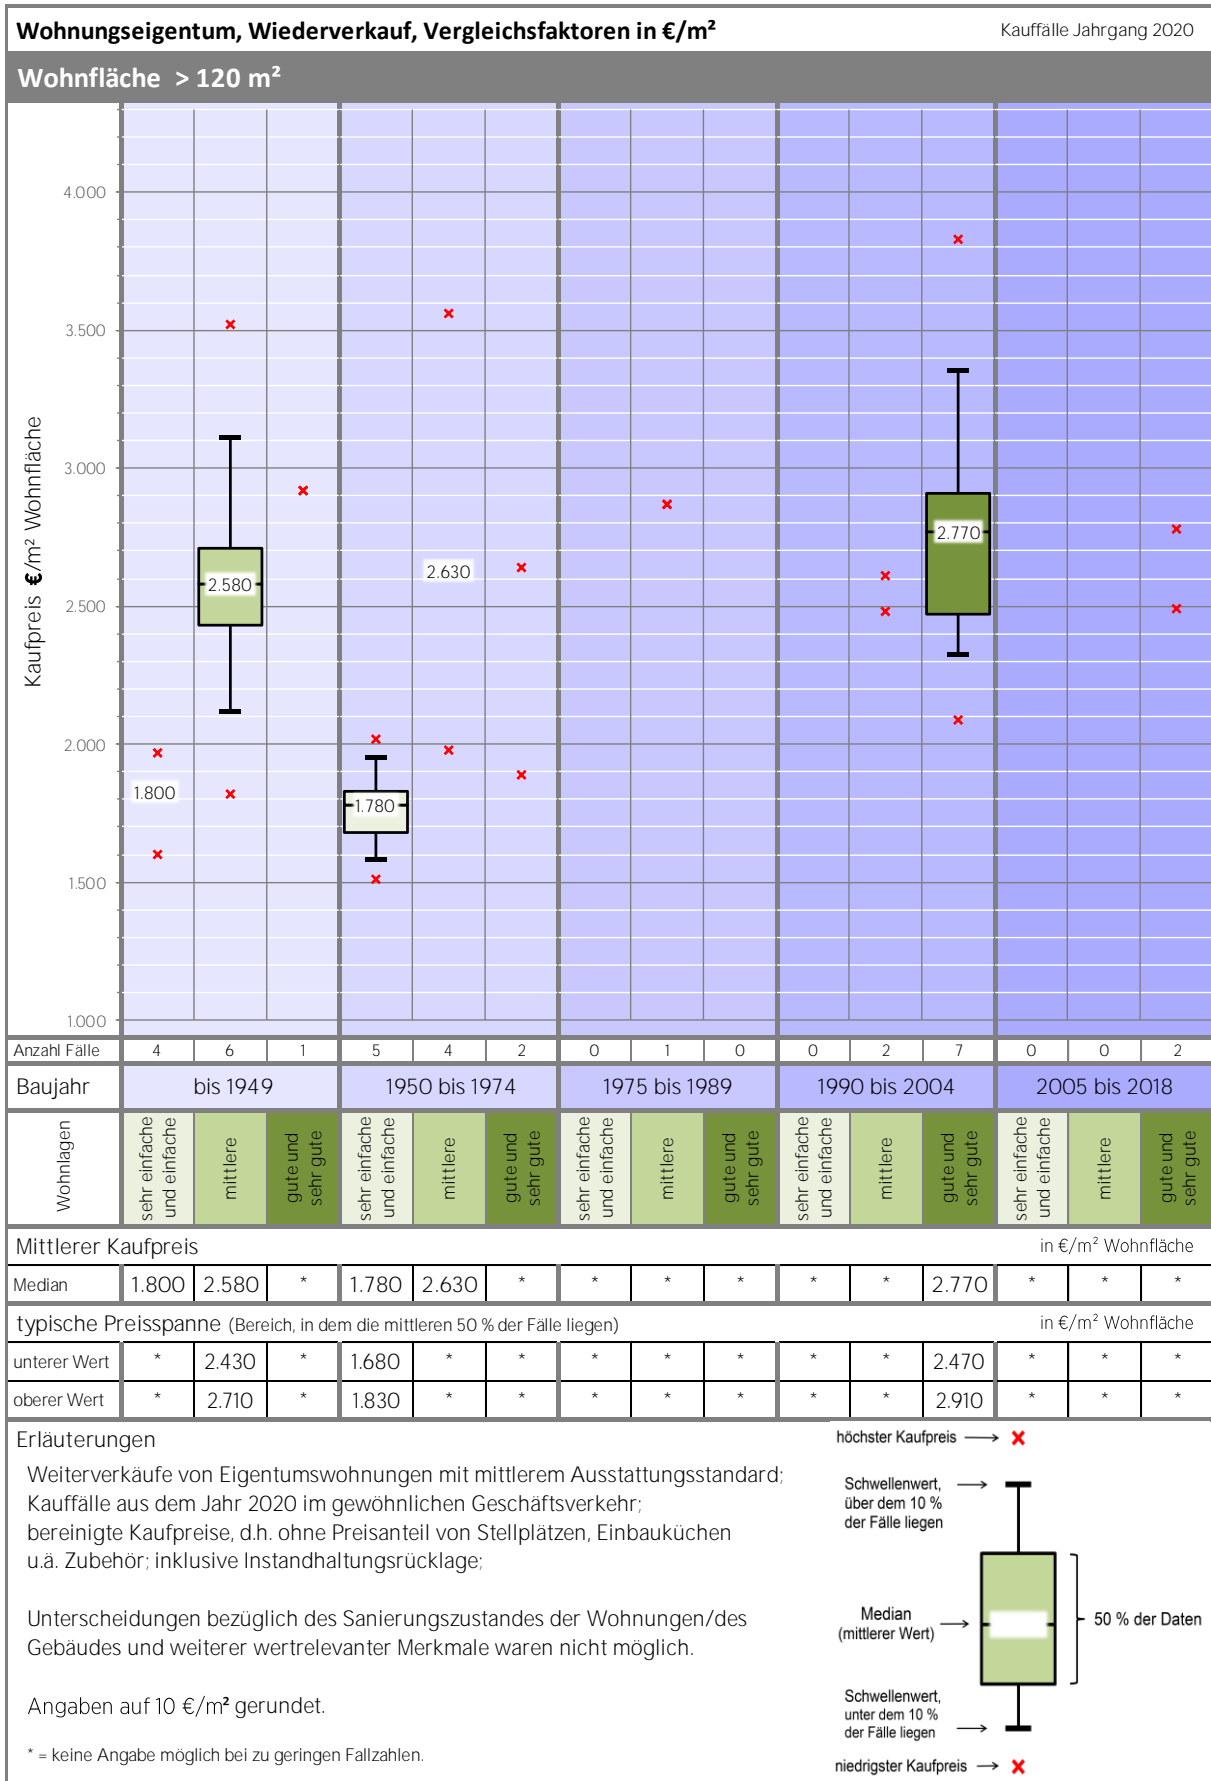 Wohnungseigentum, Wiederverkauf, Vergleichsfaktoren in €/m² Kauffälle Jahrgang 2020
Wohnfläche > 120 m²
Kaufpreis €/m² Wohnfläche
4.000
3.500
3.000
2.500
2.000
1.500
1.000
1.800
2.580
1.780
2.630
2.770
Anzahl Fälle 4 6 1 5 4 2 0 1 0 0 2 7 0 0 2
Baujahr bis 1949 1950 bis 1974 1975 bis 1989 1990 bis 2004 2005 bis 2018
Wohnlagen
sehr einfache
und einfache
mittlere
gute und
sehr gute
sehr einfache
und einfache
mittlere
gute und
sehr gute
sehr einfache
und einfache
mittlere
gute und
sehr gute
sehr einfache
und einfache
mittlere
gute und
sehr gute
sehr einfache
und einfache
mittlere
gute und
sehr gute
Mittlerer Kaufpreis in €/m² Wohnfläche
Median 1.800 2.580 * 1.780 2.630 * * * * * * 2.770 * * *
typische Preisspanne (Bereich, in dem die mittleren 50 % der Fälle liegen) in €/m² Wohnfläche
unterer Wert * 2.430 * 1.680 * * * * * * * 2.470 * * *
oberer Wert * 2.710 * 1.830 * * * * * * * 2.910 * * *
Erläuterungen
Weiterverkäufe von Eigentumswohnungen mit mittlerem Ausstattungsstandard;
Kauffälle aus dem Jahr 2020 im gewöhnlichen Geschäftsverkehr;
bereinigte Kaufpreise, d.h. ohne Preisanteil von Stellplätzen, Einbauküchen
u.ä. Zubehör; inklusive Instandhaltungsrücklage;
Unterscheidungen bezüglich des Sanierungszustandes der Wohnungen/des
Gebäudes und weiterer wertrelevanter Merkmale waren nicht möglich.
Angaben auf 10 €/m² gerundet.
* = keine Angabe möglich bei zu geringen Fallzahlen.
höchster Kaufpreis
Schwellenwert,
über dem 10 %
der Fälle liegen
Median
(mittlerer Wert)
50 % der Daten
Schwellenwert,
unter dem 10 %
der Fälle liegen
niedrigster Kaufpreis